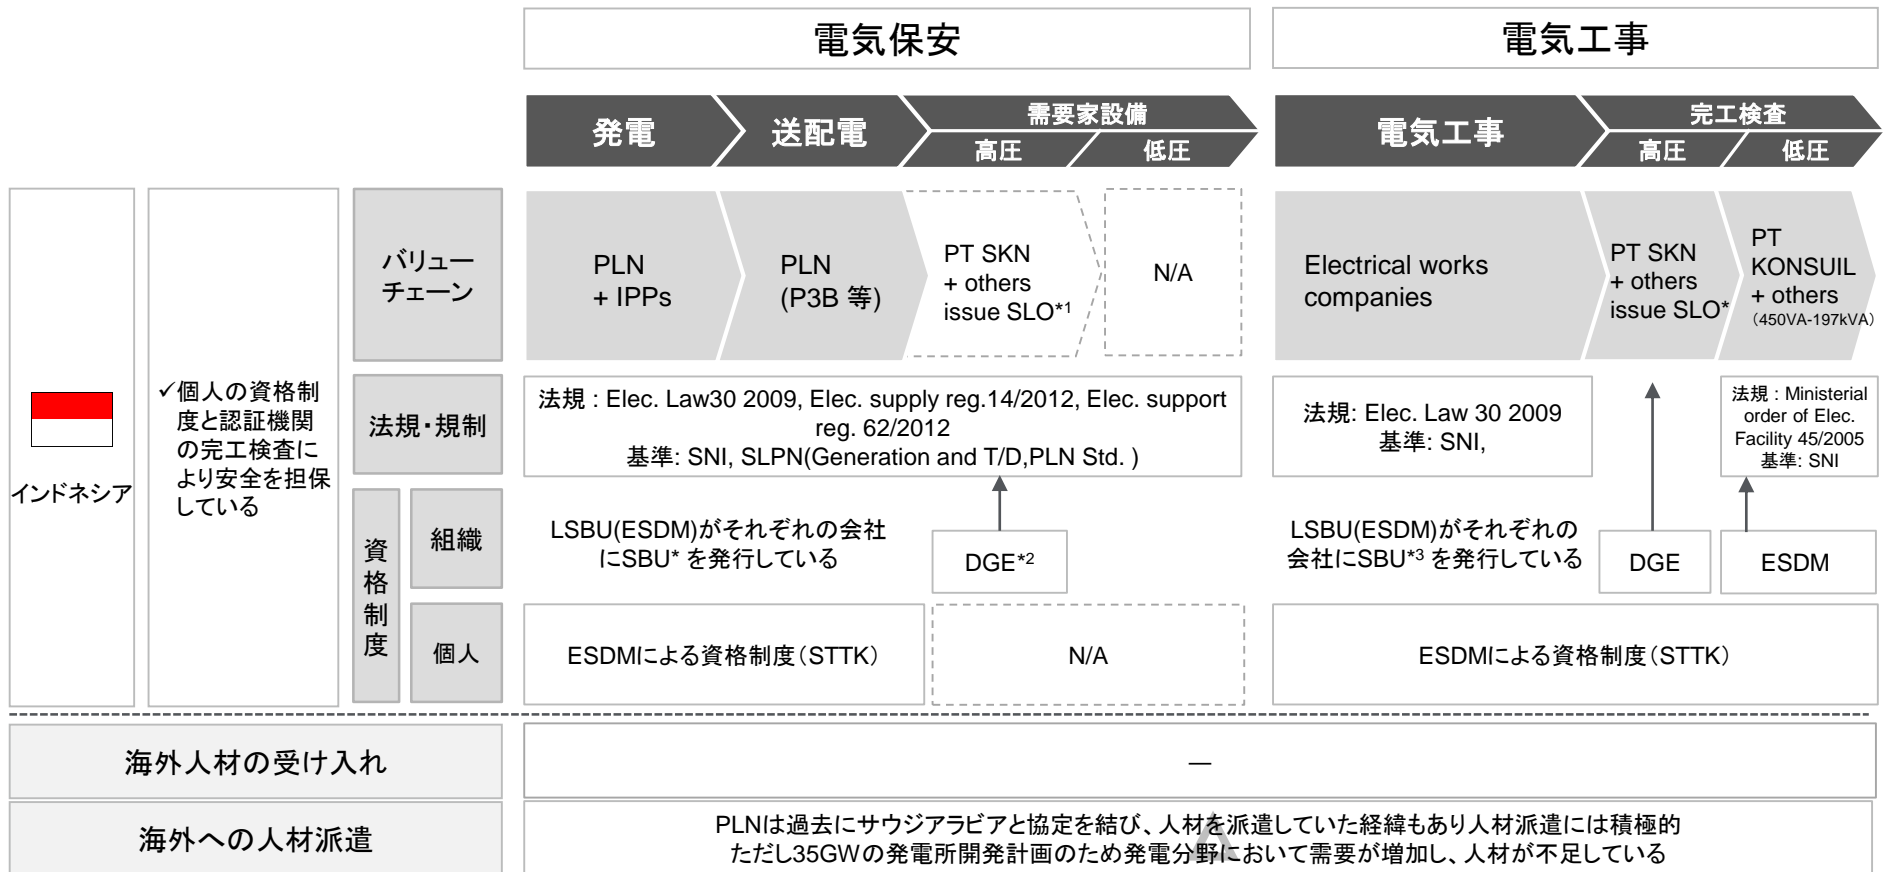 電気保安
電気工事
発電
送配電
需要家設備
高圧
低圧
電気工事
完工検査
高圧
低圧
インドネシア
✓個人の資格制
度と認証機関
の完工検査に
より安全を担保
している
バリュー
チェーン
PLN
+ IPPs
PLN
(P3B 等)
PT SKN
+ others
issue SLO*1
N/A
Electrical works
companies
PT SKN
+ others
issue SLO*
PT
KONSUIL
+ others
（450VA-197kVA）
法規・規制
法規 : Elec. Law30 2009, Elec. supply reg.14/2012, Elec. support
reg. 62/2012
基準: SNI, SLPN(Generation and T/D,PLN Std. )
法規: Elec. Law 30 2009
基準: SNI,
法規 : Ministerial
order of Elec.
Facility 45/2005
基準: SNI
資格制度
組織
LSBU(ESDM)がそれぞれの会社
にSBU* を発行している
DGE*2
LSBU(ESDM)がそれぞれの
会社にSBU*3 を発行している
DGE
ESDM
個人
ESDMによる資格制度（STTK）
N/A
ESDMによる資格制度（STTK）
海外人材の受け入れ
―
海外への人材派遣
PLNは過去にサウジアラビアと協定を結び、人材を派遣していた経緯もあり人材派遣には積極的
ただし35GWの発電所開発計画のため発電分野において需要が増加し、人材が不足している